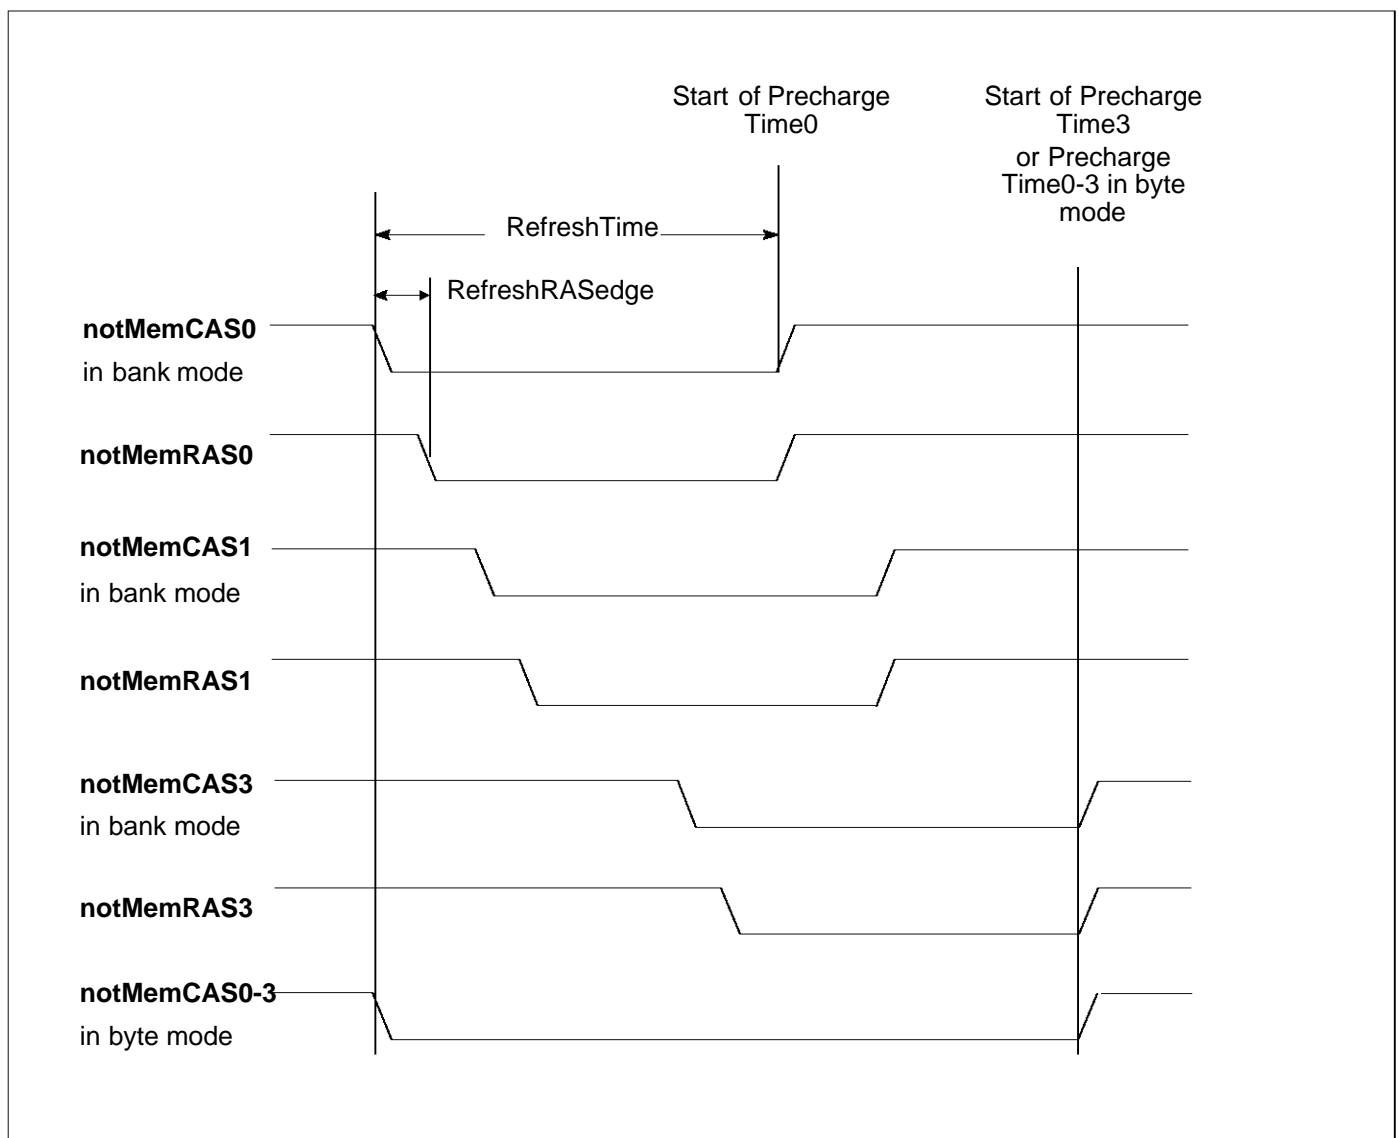 Start of Precharge
Time0
Start of Precharge
Time3
or Precharge
Time0-3 in byte
mode
RefreshTime
RefreshRASedge
notMemCAS0
in bank mode
notMemRAS0
notMemCAS1
in bank mode
notMemRAS1
notMemCAS3
in bank mode
notMemRAS3
notMemCAS0-3
in byte mode